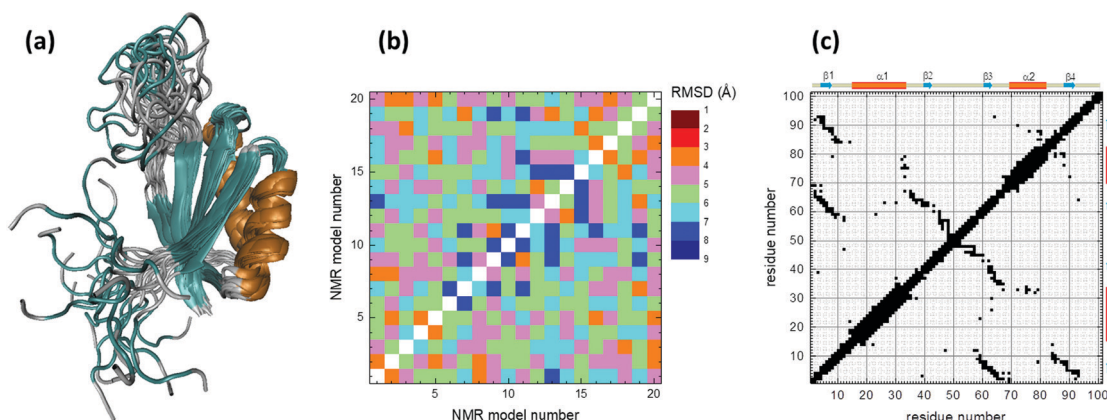 (a)
(b)
(c)
RMSD (Å)
1
2
3
4
5
6
7
8
9
20
15
10
5
NMR model number
5
10
15
20
NMR model number
β1
α1
β2
β3
α2
β4
100
90
80
70
60
50
40
30
20
10
residue number
10 20 30 40 50 60 70 80 90 100
residue number